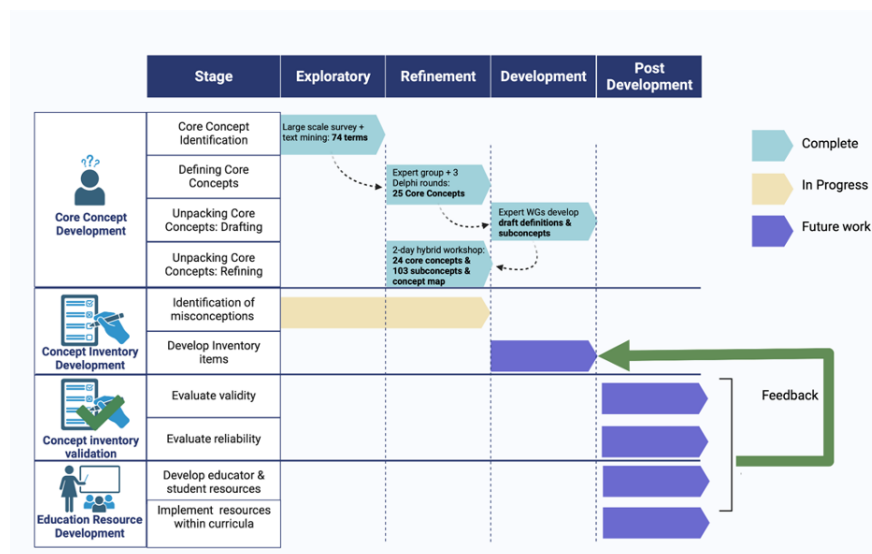 Stage
Exploratory
Refinement
Development
Post
Development
Core Concept
Identification
Large scale survey +
text mining: 74 terms
Complete
Defining Core
Concepts
Expert group + 3
Delphi rounds:
25 Core Concepts
In Progress
???
Core Concept
Development
Unpacking Core
Concepts: Drafting
Expert WGs develop
draft definitions &
subconcepts
Future work
Unpacking Core
Concepts: Refining
2-day hybrid workshop:
24 core concepts &
103 subconcepts &
concept map
Identification of
misconceptions
Concept Inventory
Development
Develop Inventory
items
Evaluate validity
Feedback
Concept inventory
validation
Evaluate reliability
Develop educator &
student resources
Education Resource
Development
Implement resources
within curricula